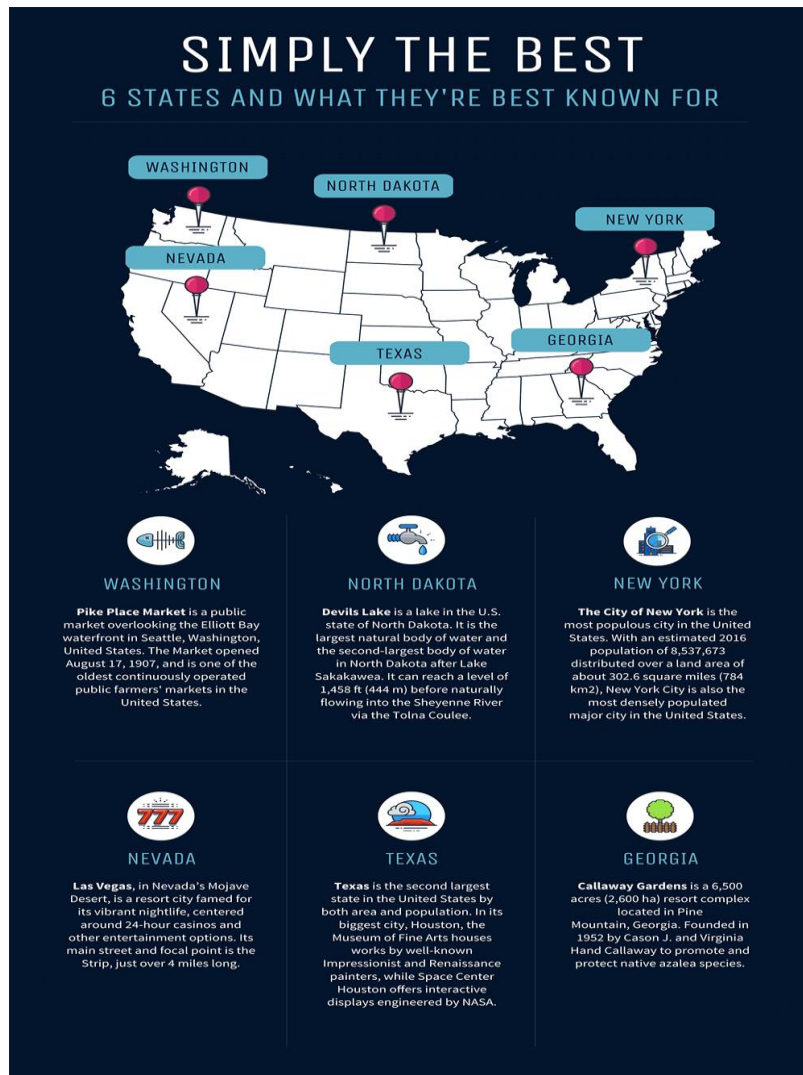 SIMPLY THE BEST
6 STATES AND WHAT THEY'RE BEST KNOWN FOR
WASHINGTON
NORTH DAKOTA
NEW YORK
NEVADA
GEORGIA
TEXAS
WASHINGTON
Pike Place Market is a public
market overlooking the Elliott Bay
waterfront in Seattle, Washington,
United States. The Market opened
August 17, 1907, and is one of the
oldest continuously operated
public farmers' markets in the
United States.
NORTH DAKOTA
Devils Lake is a lake in the U.S.
state of North Dakota. It is the
largest natural body of water and
the second-largest body of water
in North Dakota after Lake
Sakakawea. It can reach a level of
1,458 ft (444 m) before naturally
flowing into the Sheyenne River
via the Tolna Coulee.
NEW YORK
The City of New York is the
most populous city in the United
States. With an estimated 2016
population of 8,537,673
distributed over a land area of
about 302.6 square miles (784
km2), New York City is also the
most densely populated
major city in the United States.
777
NEVADA
Las Vegas, in Nevada's Mojave
Desert, is a resort city famed for
its vibrant nightlife, centered
around 24-hour casinos and
other entertainment options. Its
main street and focal point is the
Strip, just over 4 miles long.
TEXAS
Texas is the second largest
state in the United States by
both area and population. In its
biggest city, Houston, the
Museum of Fine Arts houses
works by well-known
Impressionist and Renaissance
painters, while Space Center
Houston offers interactive
displays engineered by NASA.
GEORGIA
Callaway Gardens is a 6,500
acres (2,600 ha) resort complex
located in Pine
Mountain, Georgia. Founded in
1952 by Cason J. and Virginia
Hand Callaway to promote and
protect native azalea species.